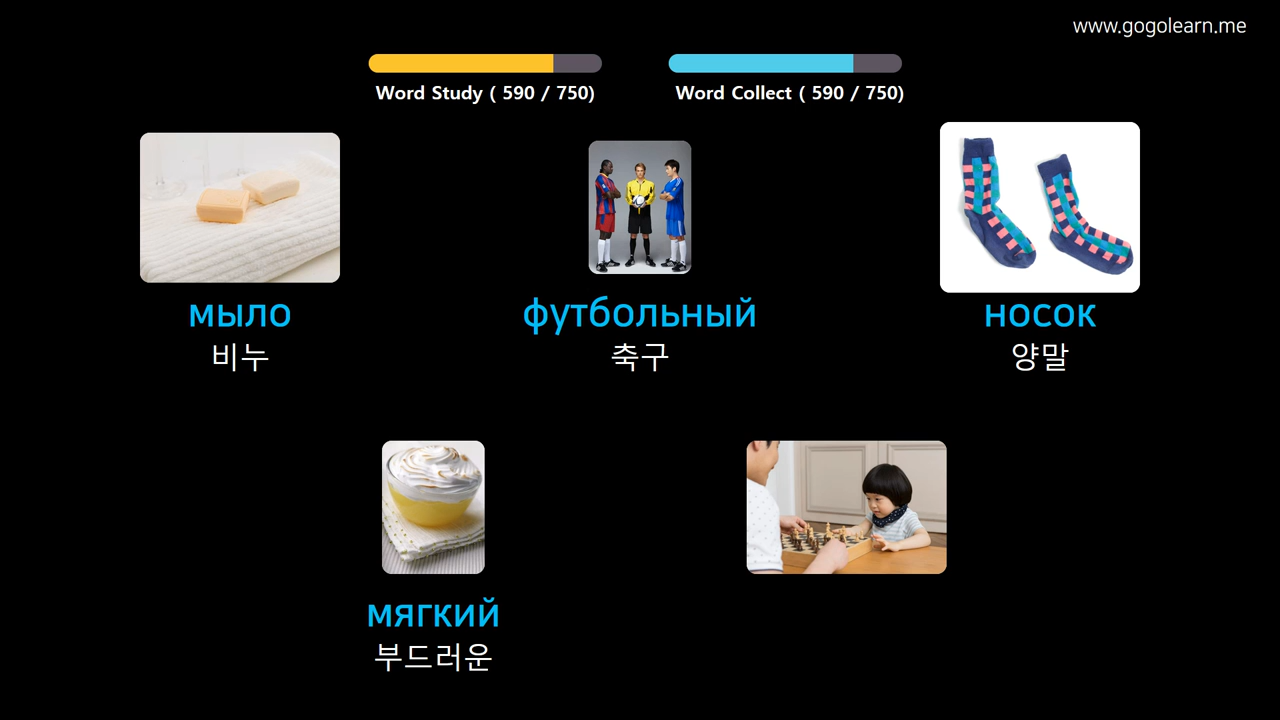 www.gogolearn.me
Word Study ( 590 / 750)
Word Collect ( 590 / 750)
мыло
비누
футбольный
축구
носок
양말
мягкий
부드러운